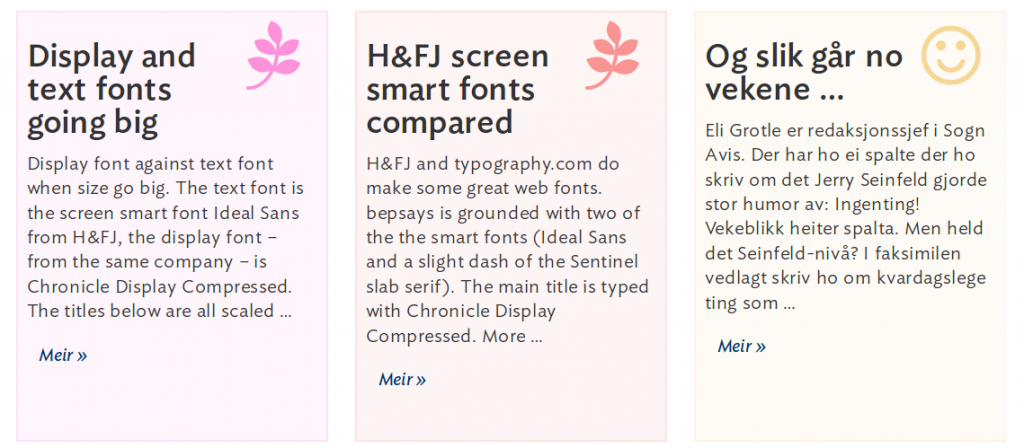 Display and
text fonts
going big
Display font against text font
when size go big. The text font is
the screen smart font Ideal Sans
from H&FJ, the display font –
from the same company – is
Chronicle Display Compressed.
The titles below are all scaled ...
Meir »
H&FJ screen
smart fonts
compared
H&FJ and typography.com do
make some great web fonts.
bepsays is grounded with two of
the the smart fonts (Ideal Sans
and a slight dash of the Sentinel
slab serif). The main title is typed
with Chronicle Display
Compressed. More ...
Meir »
Og slik går no
vekene ...
Eli Grotle er redaksjonssjef i Sogn
Avis. Der har ho ei spalte der ho
skriv om det Jerry Seinfeld gjorde
stor humor av: Ingenting!
Vekeblikk heiter spalta. Men held
det Seinfeld-nivå? I faksimilen
vedlagt skriv ho om kvardagslege
ting som ...
Meir »